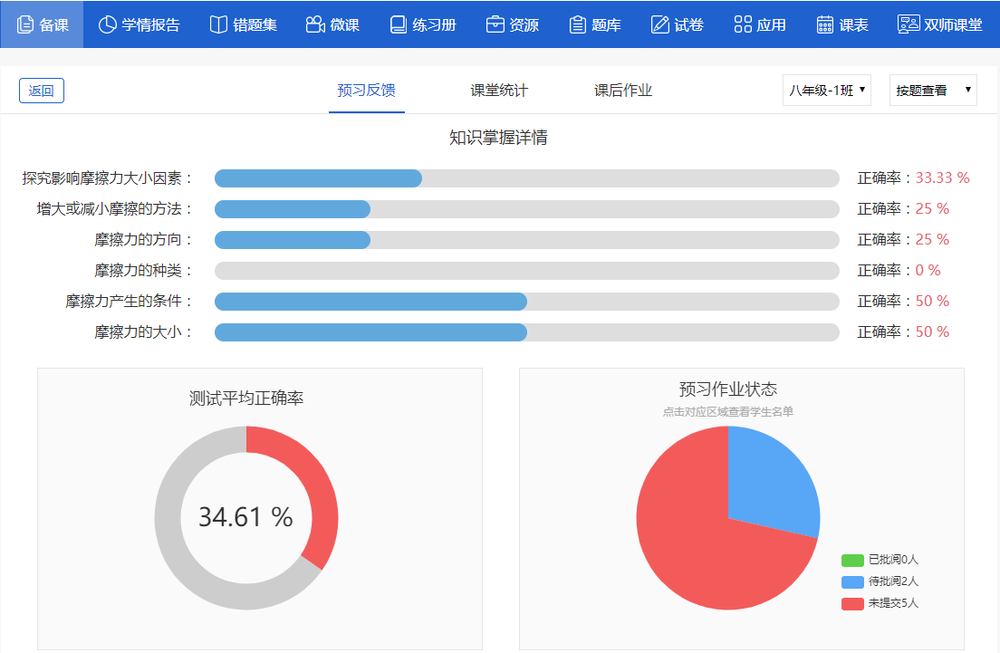 备课 学情报告 错题集 微课 练习册 资源 题库 试卷 应用 课表 双师课堂
返回 预习反馈 课堂统计 课后作业 八年级-1班 按题查看
知识掌握详情
探究影响摩擦力大小因素： 正确率：33.33 %
增大或减小摩擦的方法： 正确率：25 %
摩擦力的方向： 正确率：25 %
摩擦力的种类： 正确率：0 %
摩擦力产生的条件： 正确率：50 %
摩擦力的大小： 正确率：50 %
测试平均正确率
34.61 %
预习作业状态
点击对应区域查看学生名单
已批阅0人
待批阅2人
未提交5人